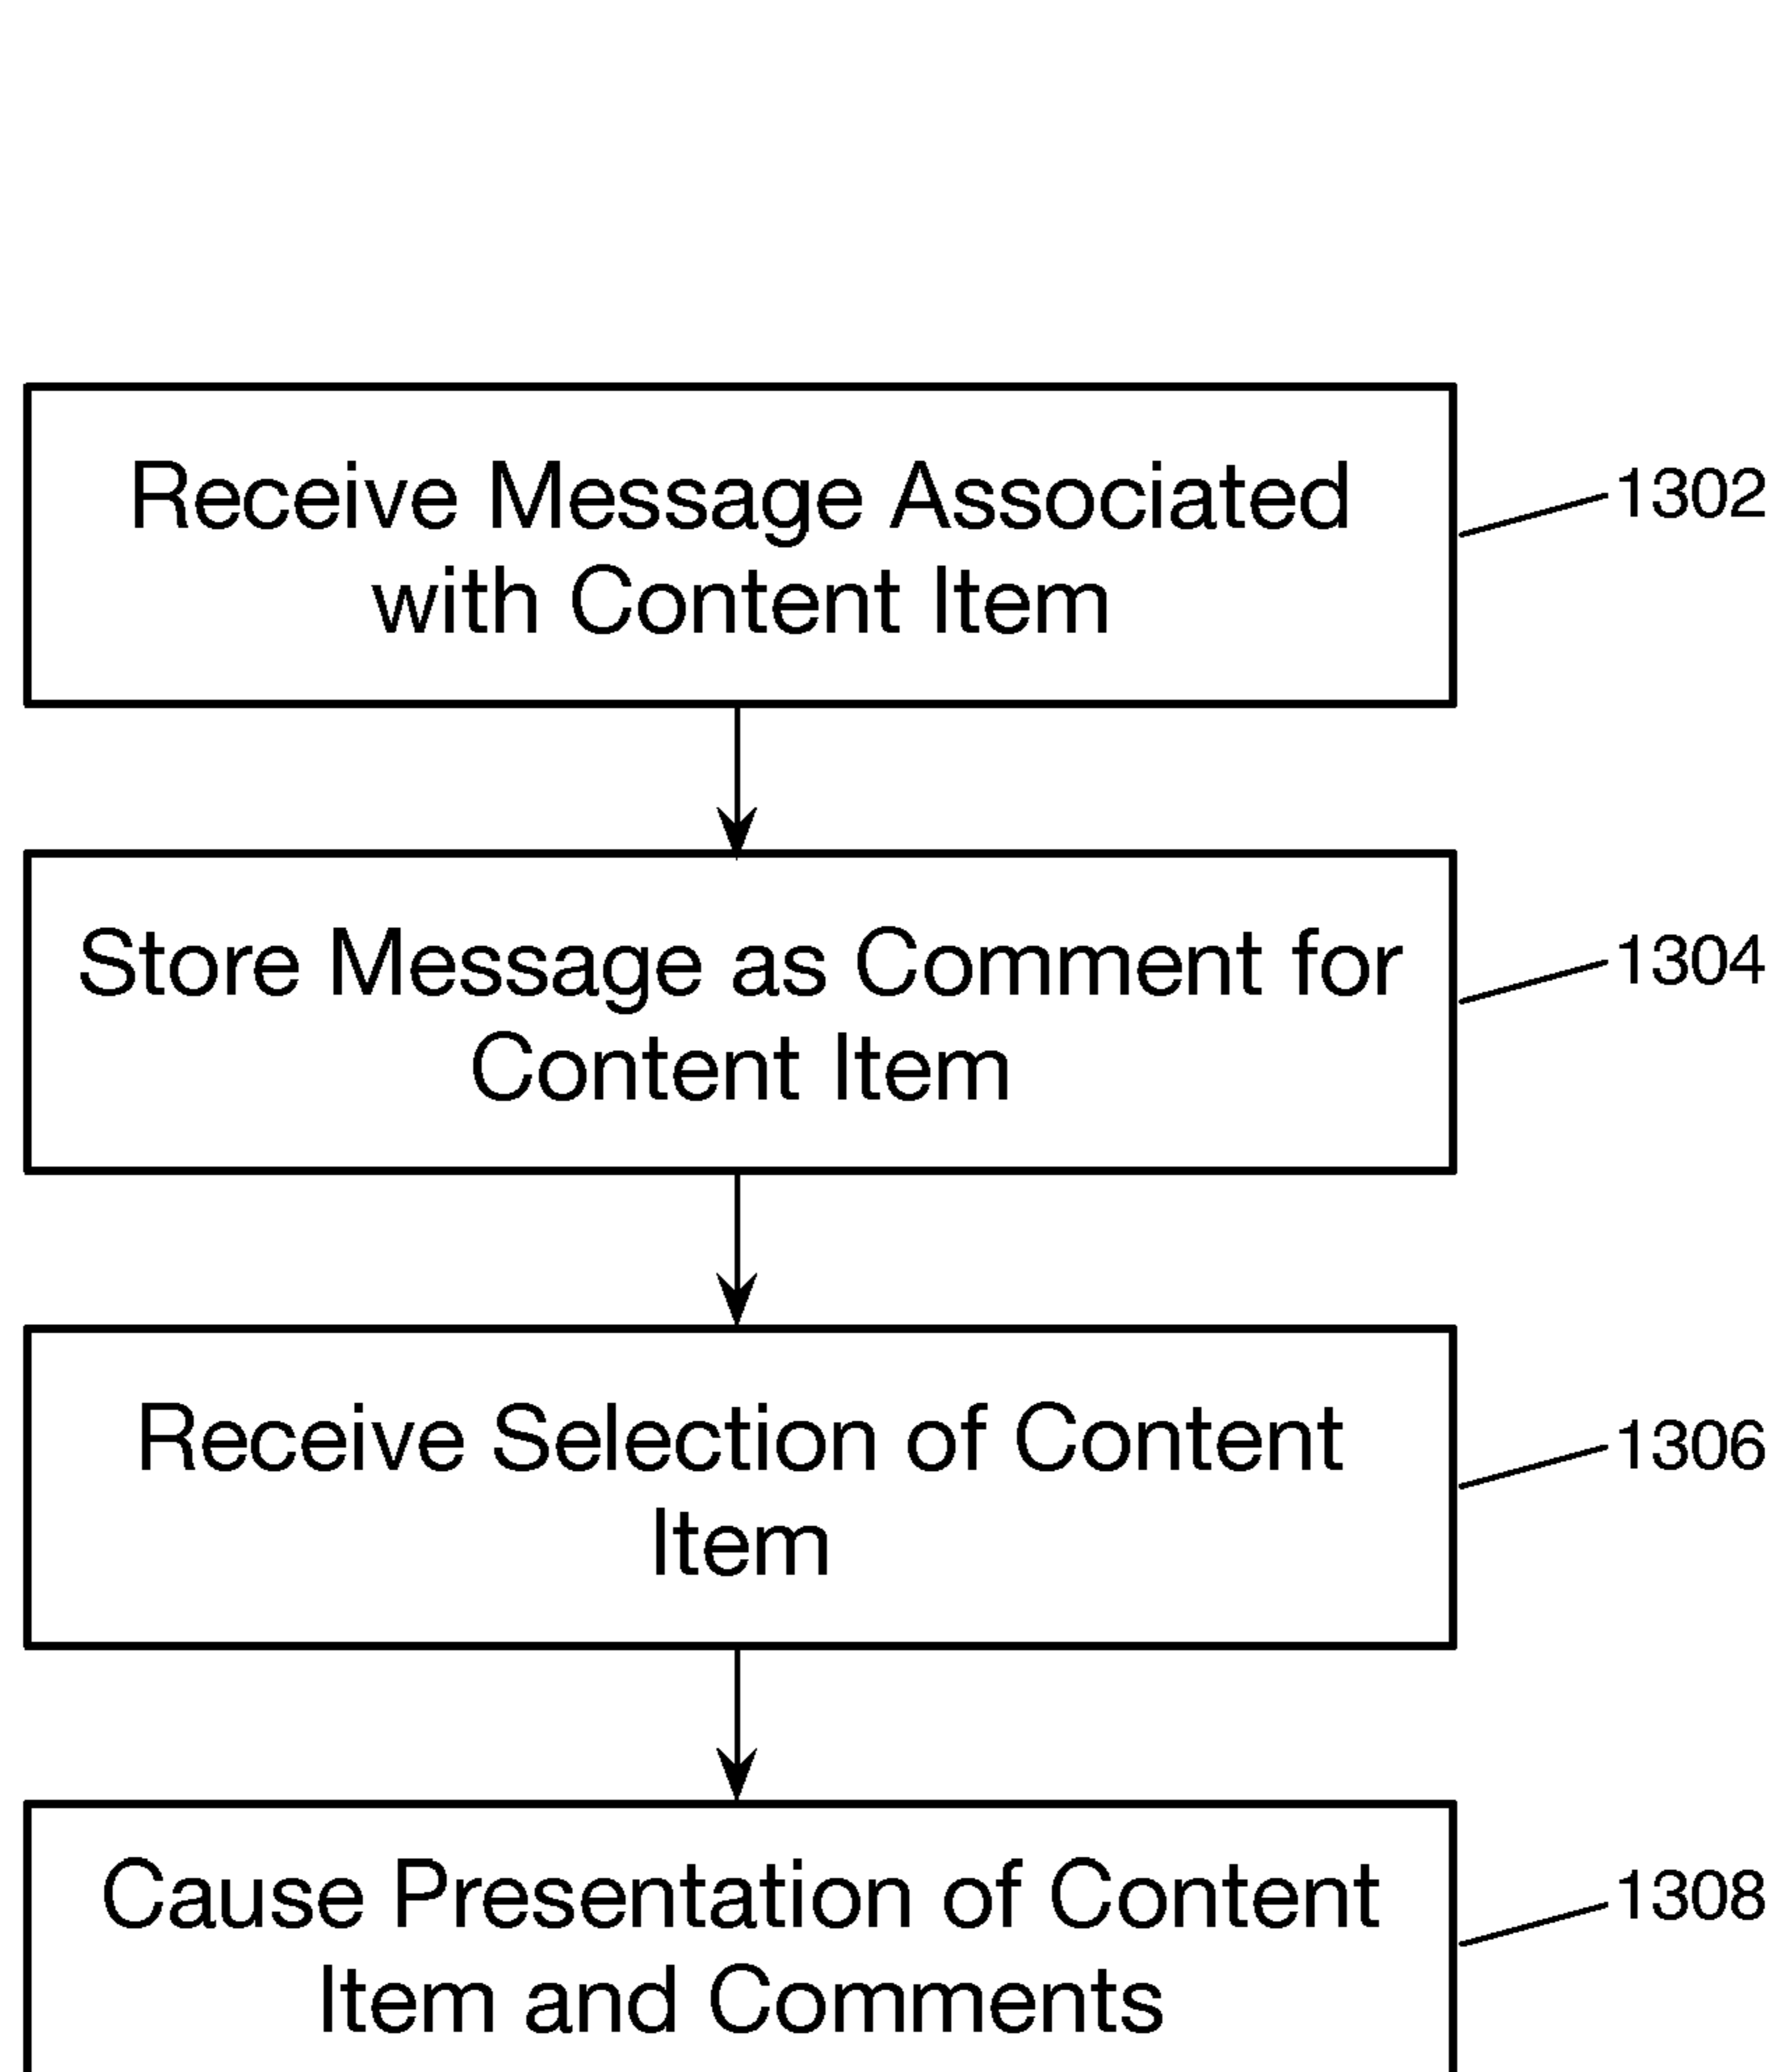 Receive Message Associated
with Content Item
1302
Store Message as Comment for
Content Item
1304
Receive Selection of Content
Item
1306
Cause Presentation of Content
Item and Comments
1308